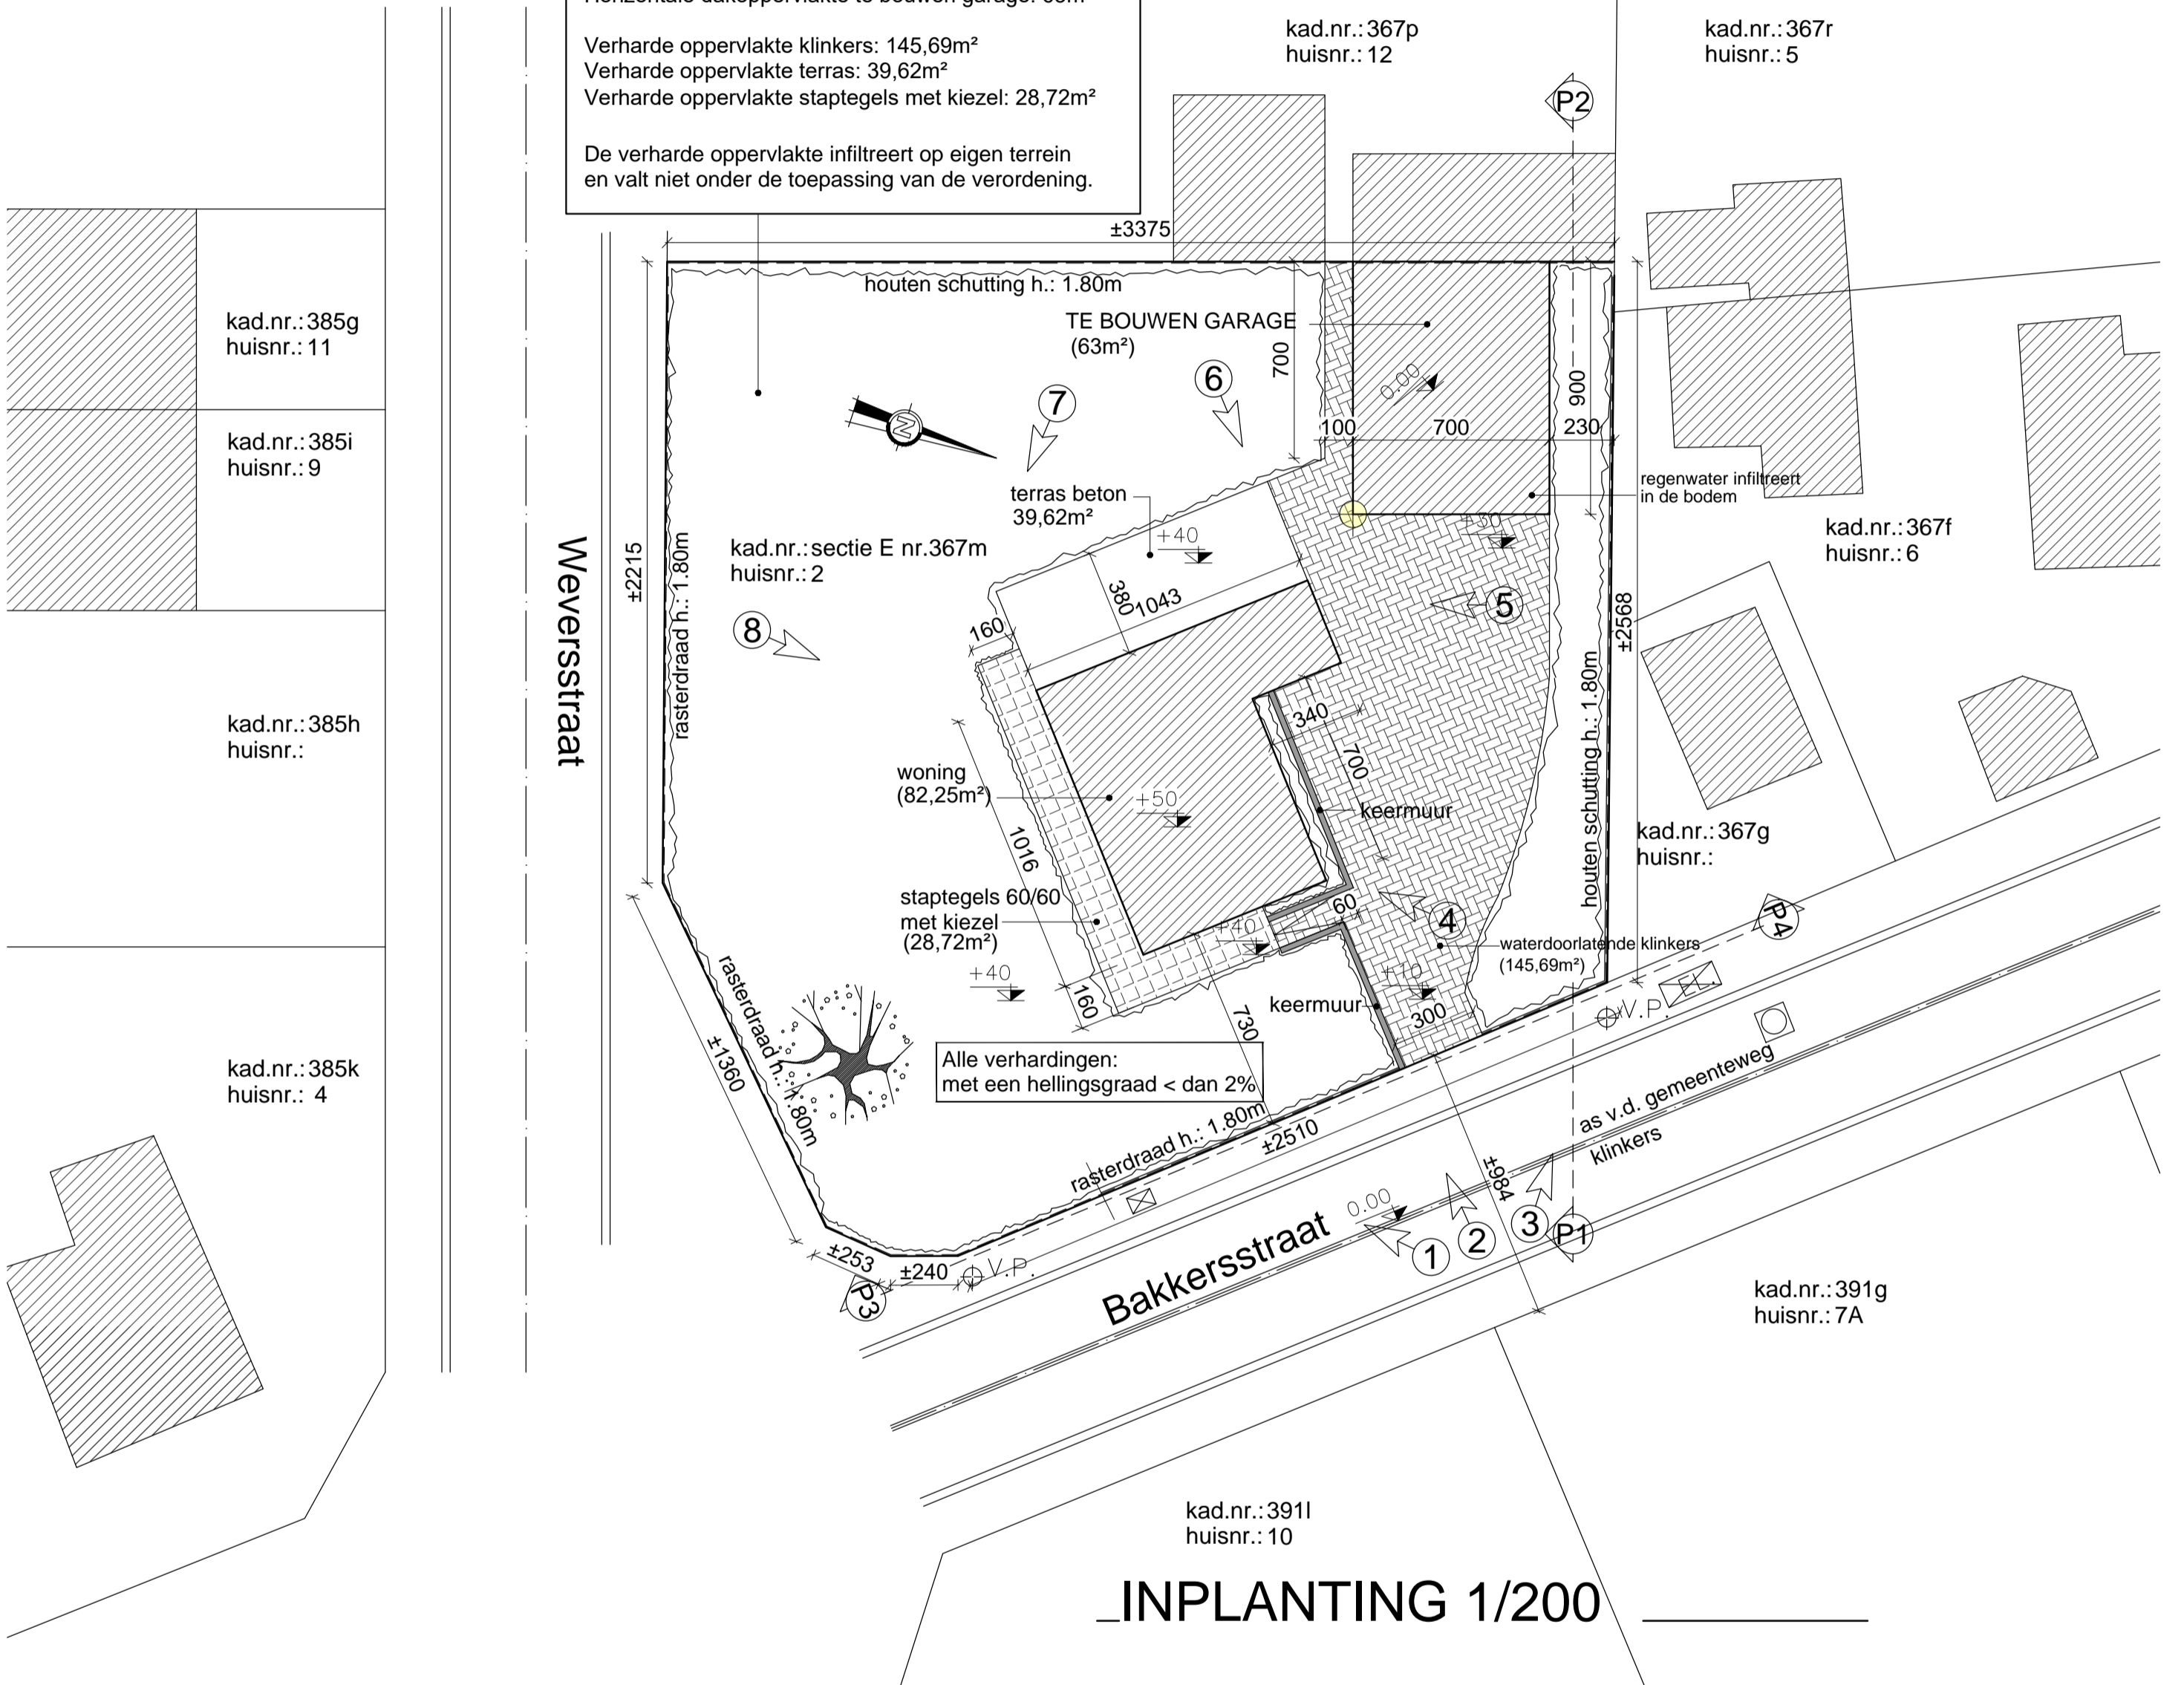 Verharde oppervlakte klinkers: 145,69m²
Verharde oppervlakte terras: 39,62m²
Verharde oppervlakte staptegels met kiezel: 28,72m²
De verharde oppervlakte infiltreert op eigen terrein
en valt niet onder de toepassing van de verordening.
kad.nr.: 367p
huisnr.: 12
kad.nr.: 367r
huisnr.: 5
P2
±3375
houten schutting h.: 1.80m
TE BOUWEN GARAGE
(63m²)
700
900
0.00
100
700
230
kad.nr.: 385g
huisnr.: 11
kad.nr.: 385i
huisnr.: 9
7
6
N
regenwater infiltreert
in de bodem
terras beton
39,62m²
+40
+30
kad.nr.: 367f
huisnr.: 6
Weversstraat
±2215
rasterdraad h.: 1.80m
kad.nr.: sectie E nr.367m
huisnr.: 2
8
380
1043
160
5
±2568
houten schutting h.: 1.80m
kad.nr.: 385h
huisnr.:
340
700
woning
(82,25m²)
+50
keermuur
kad.nr.: 367g
huisnr.:
1016
staptegels 60/60
met kiezel
(28,72m²)
+40
60
4
waterdoorlatende klinkers
(145,69m²)
P4
+40
160
730
+10
keermuur
300
V.P.
EL.
rasterdraad h.: 1.80m
±1360
Alle verhardingen:
met een hellingsgraad < dan 2%
kad.nr.: 385k
huisnr.: 4
rasterdraad h.: 1.80m
±2510
as v.d. gemeenteweg
klinkers
±984
0.00
Bakkersstraat
1
2
3
P1
±253
±240
V.P.
P3
kad.nr.: 391g
huisnr.: 7A
kad.nr.: 391l
huisnr.: 10
_INPLANTING 1/200